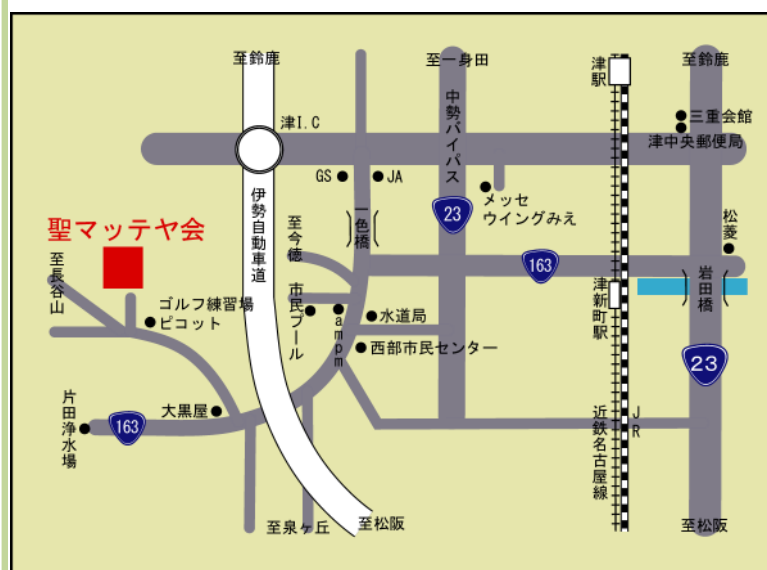 至鈴鹿
至一身田
津駅
至鈴鹿
津I.C
中勢バイパス
三重会館
津中央郵便局
GS
JA
メッセ
ウイングみえ
伊勢自動車道
一色橋
23
松菱
聖マッテヤ会
至今徳
至長谷山
163
岩田橋
津新町駅
ゴルフ練習場
ピコット
市民プール
ampm
水道局
西部市民センター
23
大黒屋
片田浄水場
163
近鉄名古屋線
JR
至泉ヶ丘
至松阪
至松阪